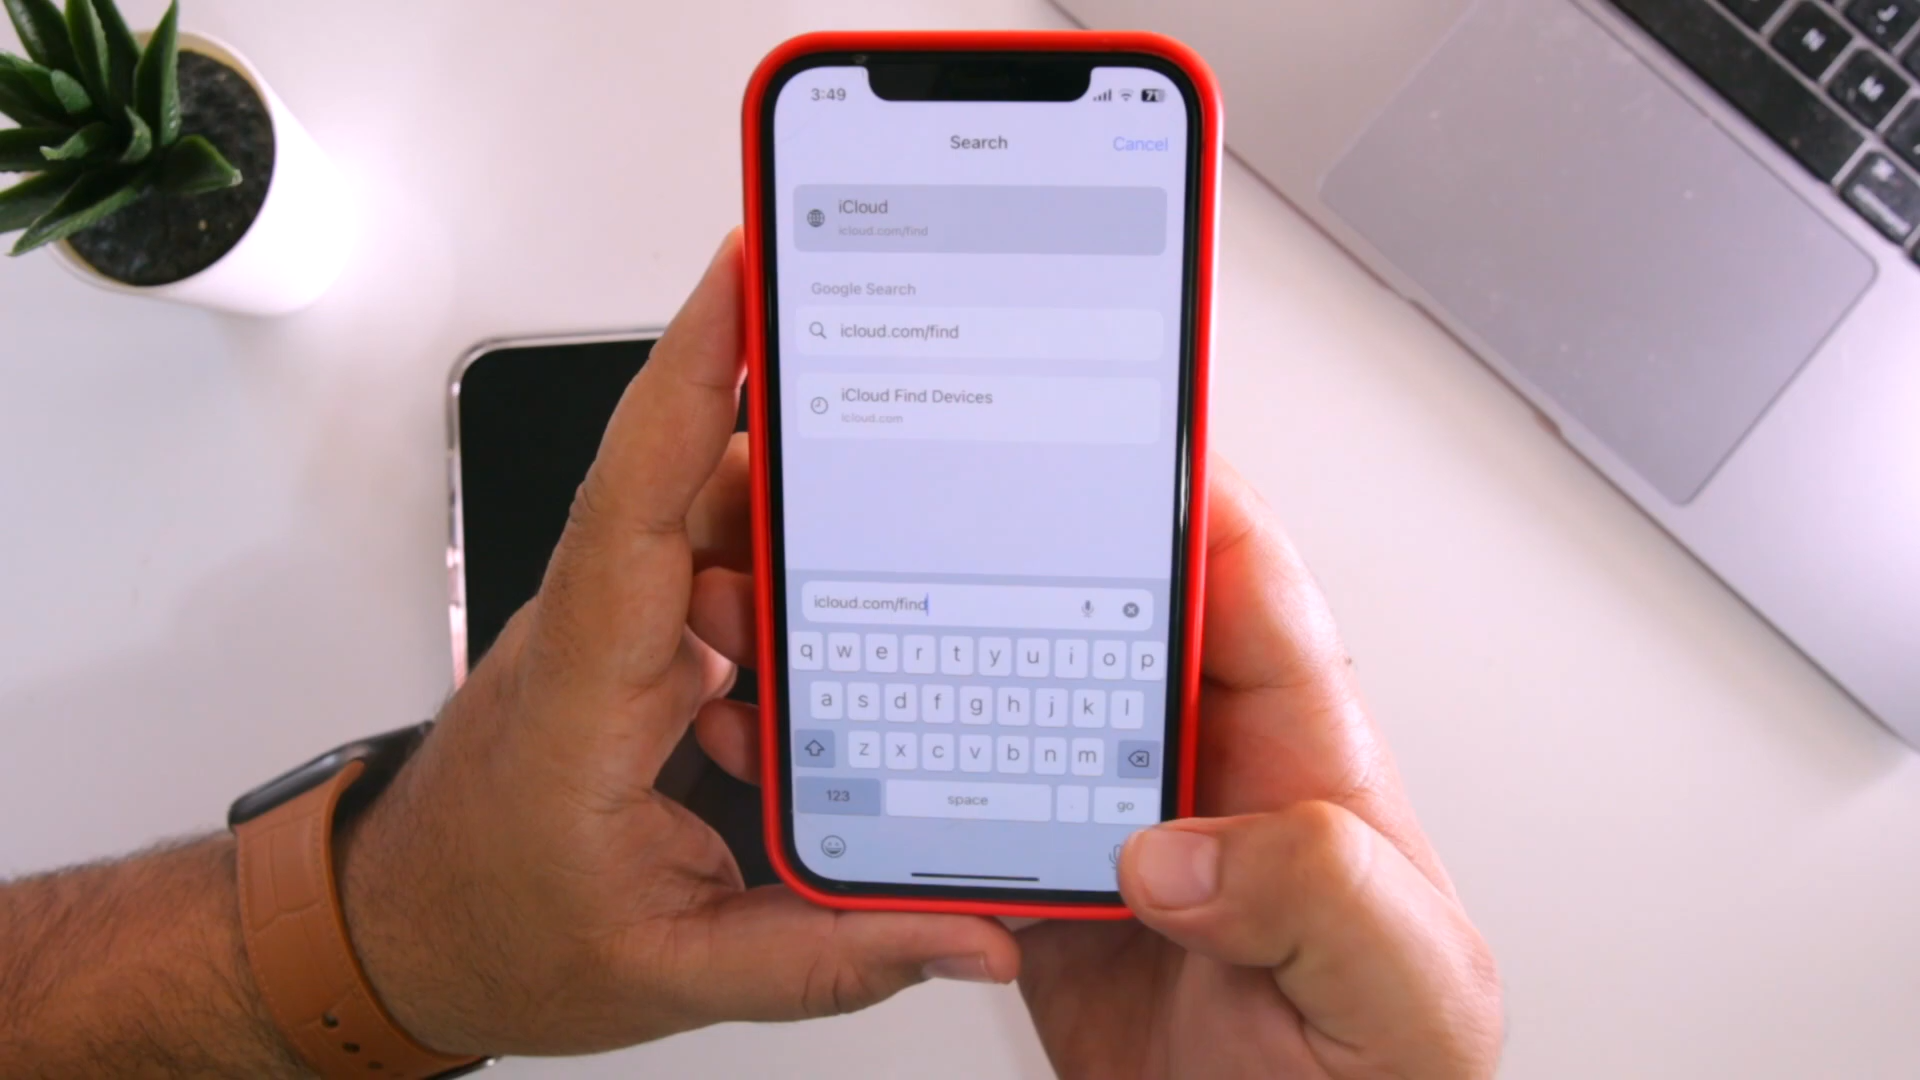 3:49
71
Search
Cancel
iCloud
icloud.com/find
Google Search
icloud.com/find
iCloud Find Devices
icloud.com
icloud.com/find
q w e r t y u i o p
a s d f g h j k l
z x c v b n m
123
space
.
go
J
N
M